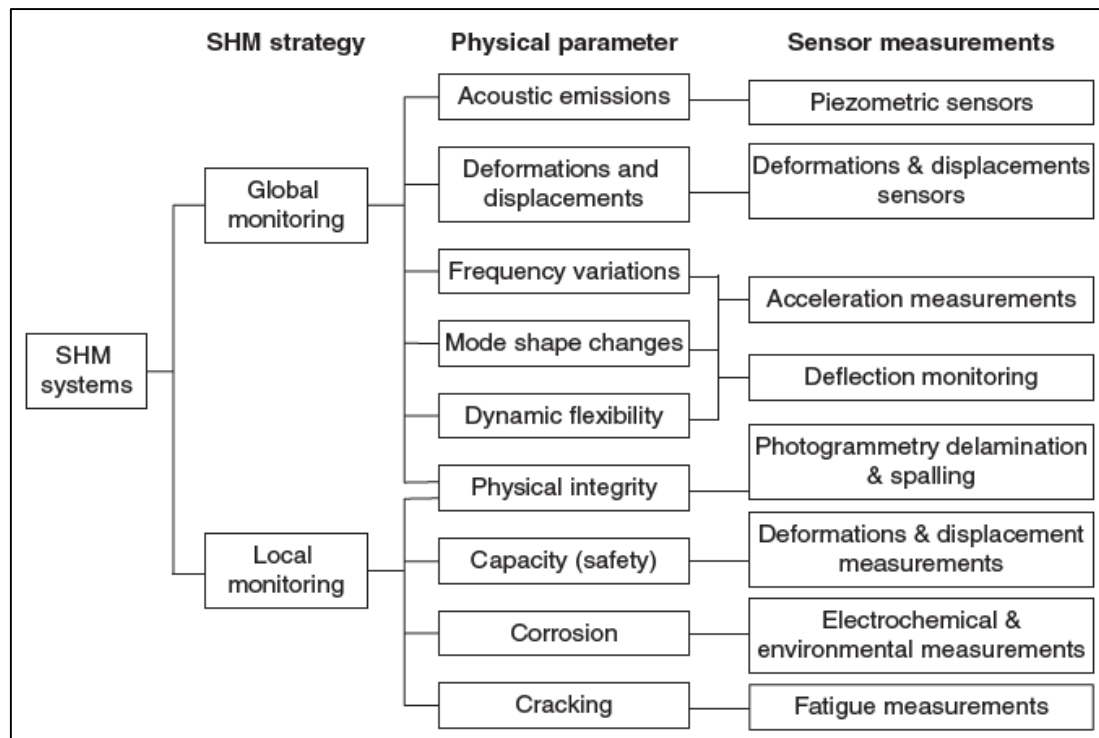 SHM strategy
Physical parameter
Sensor measurements
SHM
systems
Global
monitoring
Local
monitoring
Acoustic emissions
Deformations and
displacements
Frequency variations
Mode shape changes
Dynamic flexibility
Physical integrity
Capacity (safety)
Corrosion
Cracking
Piezometric sensors
Deformations & displacements
sensors
Acceleration measurements
Deflection monitoring
Photogrammetry delamination
& spalling
Deformations & displacement
measurements
Electrochemical &
environmental measurements
Fatigue measurements